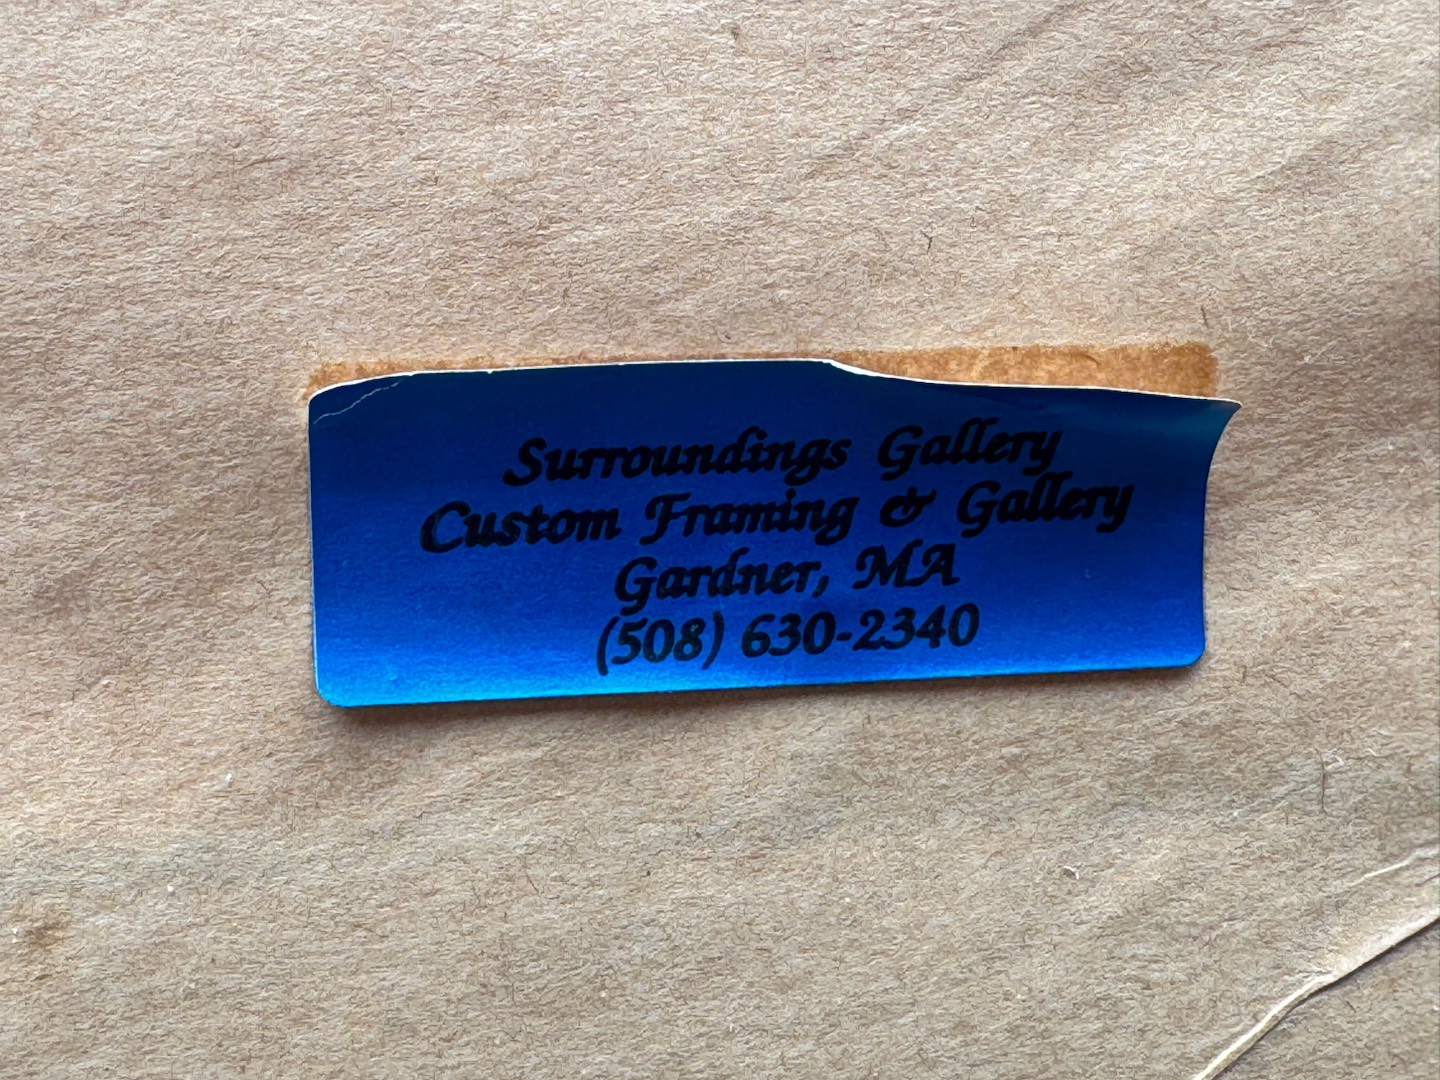 Surroundings Gallery
Custom Framing & Gallery
Gardner, MA
(508) 630-2340